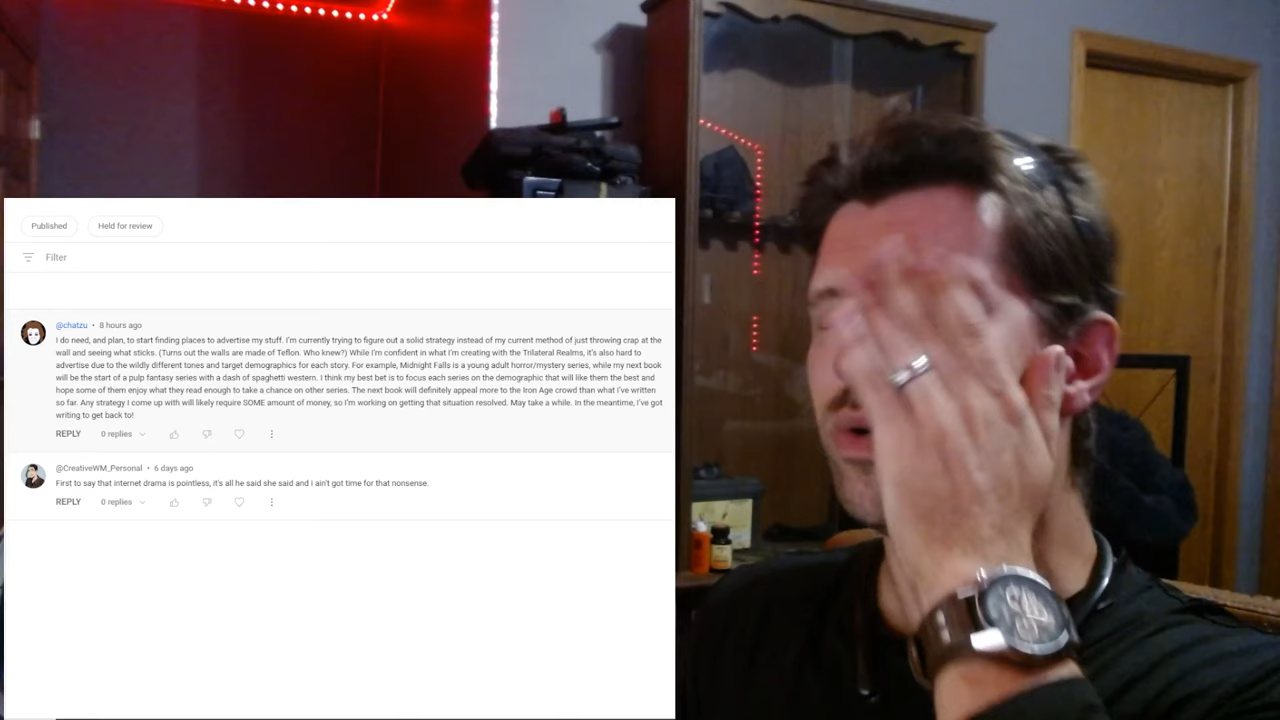 Published
Held for review
Filter
@chatzu • 8 hours ago
I do need, and plan, to start finding places to advertise my stuff. I'm currently trying to figure out a solid strategy instead of my current method of just throwing crap at the
wall and seeing what sticks. (Turns out the walls are made of Teflon. Who knew?) While I'm confident in what I'm creating with the Trilateral Realms, it's also hard to
advertise due to the wildly different tones and target demographics for each story. For example, Midnight Falls is a young adult horror/mystery series, while my next book
will be the start of a pulp fantasy series with a dash of spaghetti western. I think my best bet is to focus each series on the demographic that will like them the best and
hope some of them enjoy what they read enough to take a chance on other series. The next book will definitely appeal more to the Iron Age crowd than what I've written
so far. Any strategy I come up with will likely require SOME amount of money, so I'm working on getting that situation resolved. May take a while. In the meantime, I've got
writing to get back to!
REPLY 0 replies
@CreativeWM_Personal • 6 days ago
First to say that internet drama is pointless, it's all he said she said and i ain't got time for that nonsense.
REPLY 0 replies